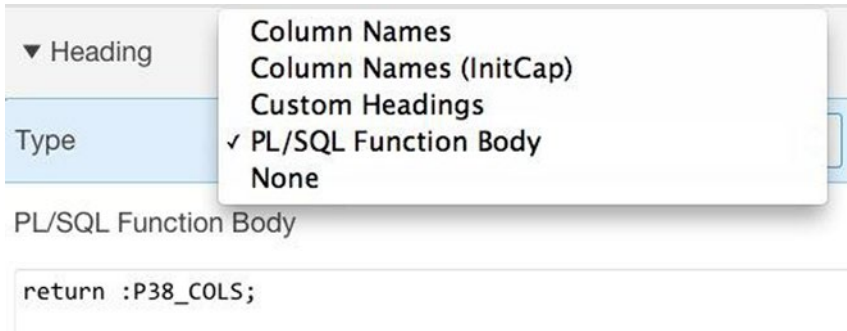 ▼ Heading
Column Names
Column Names (InitCap)
Custom Headings
Type
✓ PL/SQL Function Body
None
PL/SQL Function Body
return :P38_COLS;